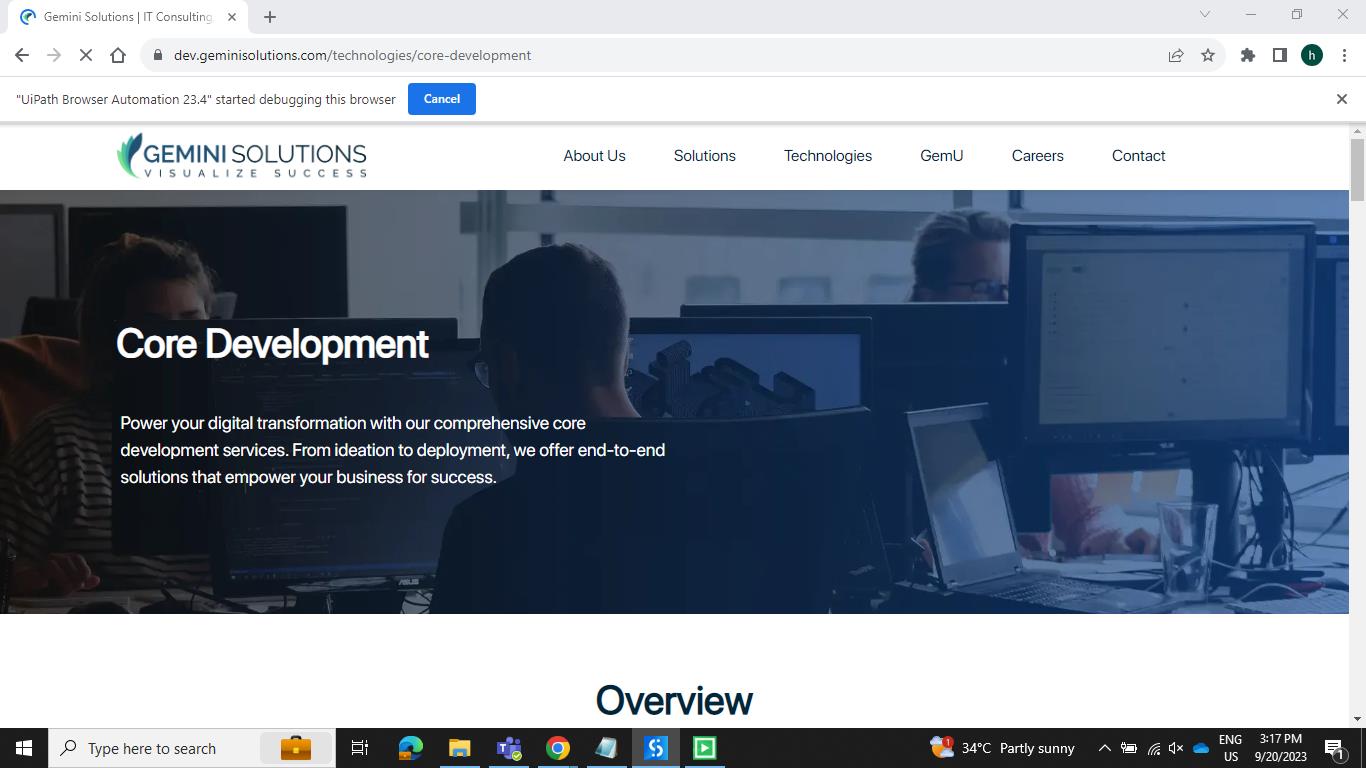 Gemini Solutions | IT Consulting
dev.geminisolutions.com/technologies/core-development
h
"UiPath Browser Automation 23.4" started debugging this browser
Cancel
GEMINI SOLUTIONS
VISUALIZE SUCCESS
About Us
Solutions
Technologies
GemU
Careers
Contact
Core Development
Power your digital transformation with our comprehensive core
development services. From ideation to deployment, we offer end-to-end
solutions that empower your business for success.
ASUS
Overview
Type here to search
1
34°C Partly sunny
ENG
US
3:17 PM
9/20/2023
1